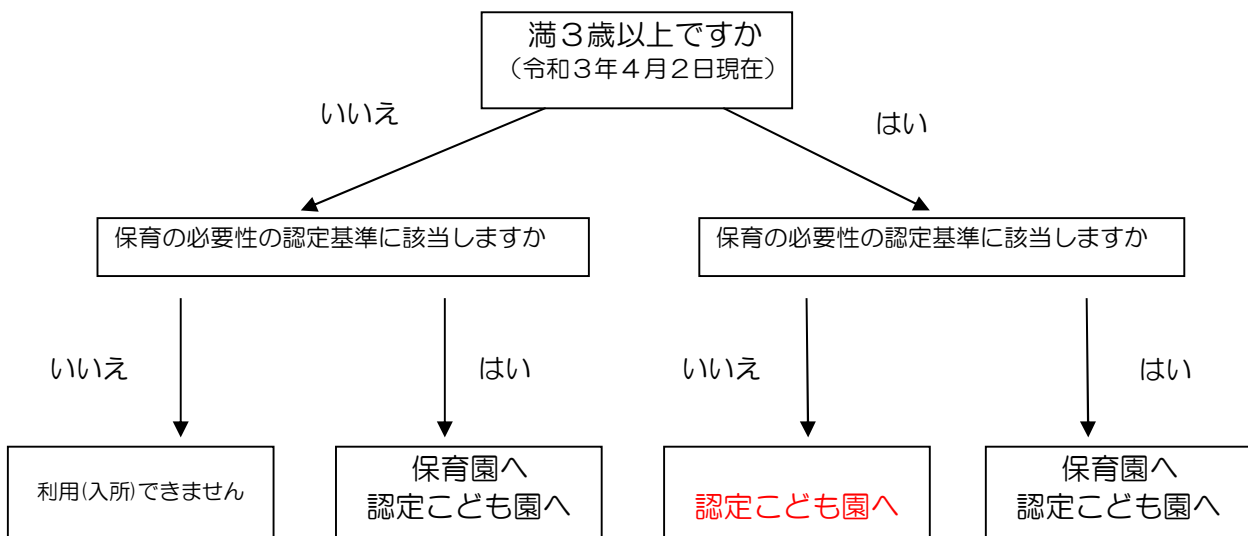 満３歳以上ですか
（令和３年４月２日現在）
いいえ
はい
保育の必要性の認定基準に該当しますか
保育の必要性の認定基準に該当しますか
いいえ
はい
いいえ
はい
利用(入所)できません
保育園へ
認定こども園へ
認定こども園へ
保育園へ
認定こども園へ